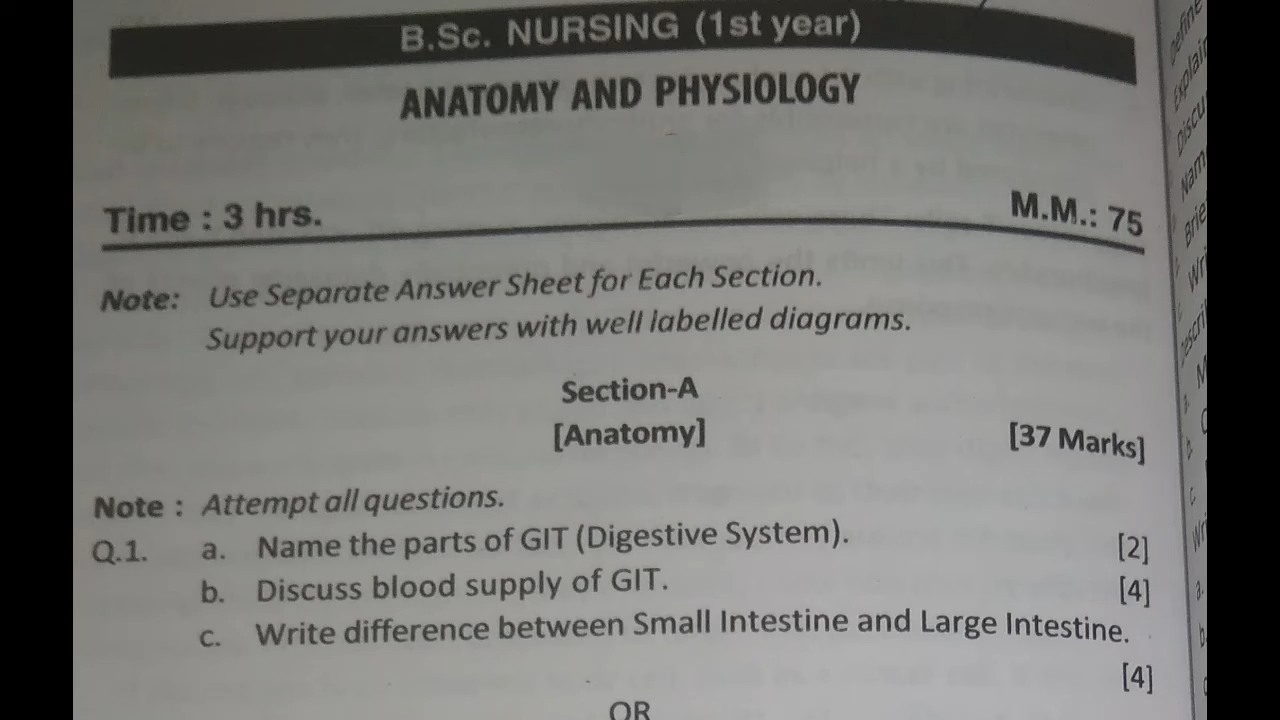 B.Sc. NURSING (1st year)
ANATOMY AND PHYSIOLOGY
Time : 3 hrs. M.M.: 75
Note: Use Separate Answer Sheet for Each Section.
Support your answers with well labelled diagrams.
Section-A
[Anatomy] [37 Marks]
Note : Attempt all questions.
Q.1. a. Name the parts of GIT (Digestive System). [2]
b. Discuss blood supply of GIT. [4]
c. Write difference between Small Intestine and Large Intestine.
[4]
OR